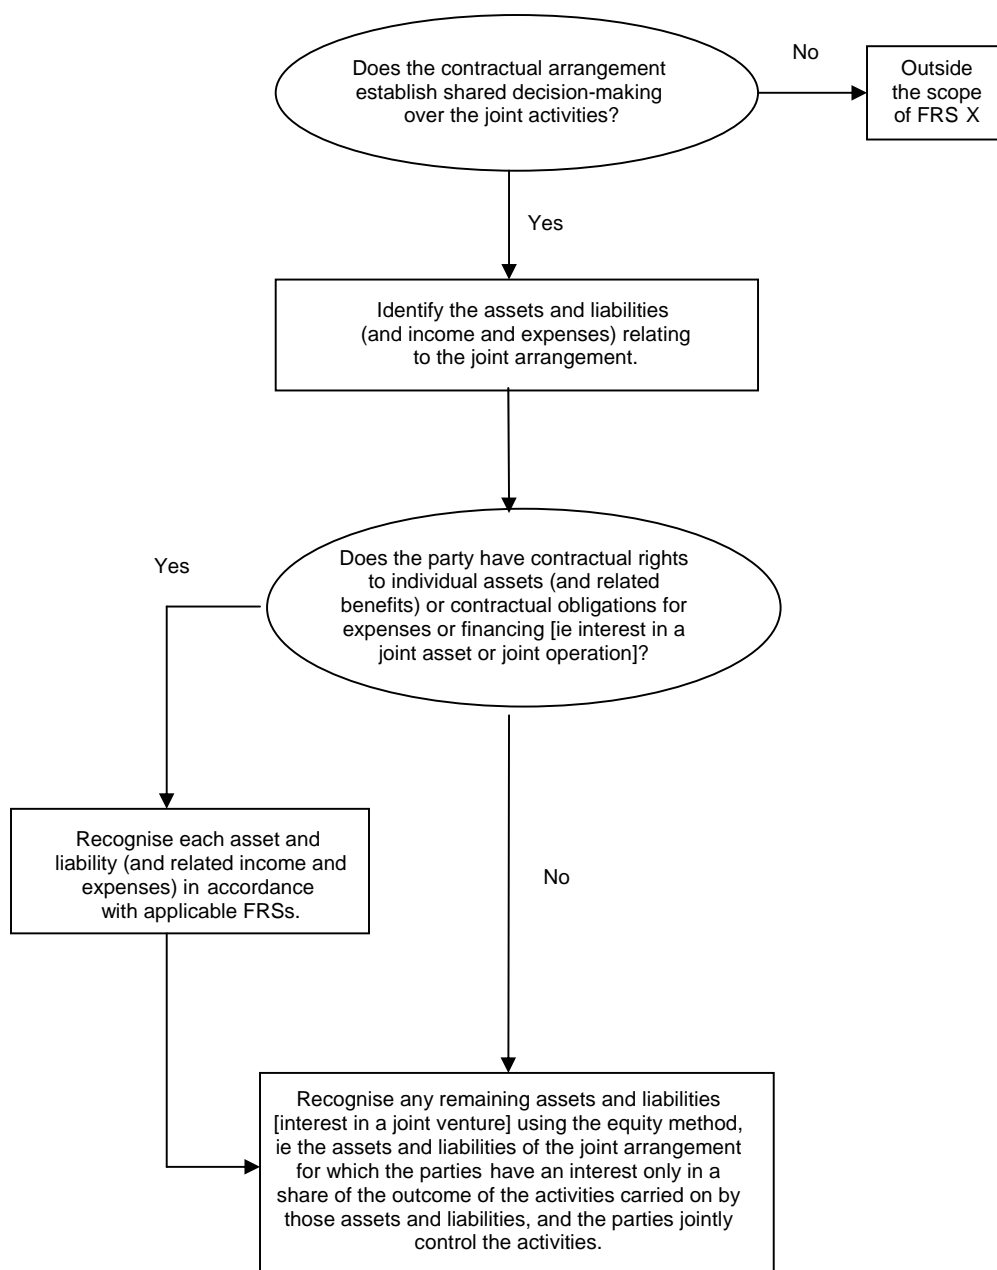 Does the contractual arrangement
establish shared decision-making
over the joint activities?
No
Outside
the scope
of FRS X
Yes
Identify the assets and liabilities
(and income and expenses) relating
to the joint arrangement.
Does the party have contractual rights
to individual assets (and related
benefits) or contractual obligations for
expenses or financing [ie interest in a
joint asset or joint operation]?
Yes
Recognise each asset and
liability (and related income and
expenses) in accordance
with applicable FRSs.
No
Recognise any remaining assets and liabilities
[interest in a joint venture] using the equity method,
ie the assets and liabilities of the joint arrangement
for which the parties have an interest only in a
share of the outcome of the activities carried on by
those assets and liabilities, and the parties jointly
control the activities.